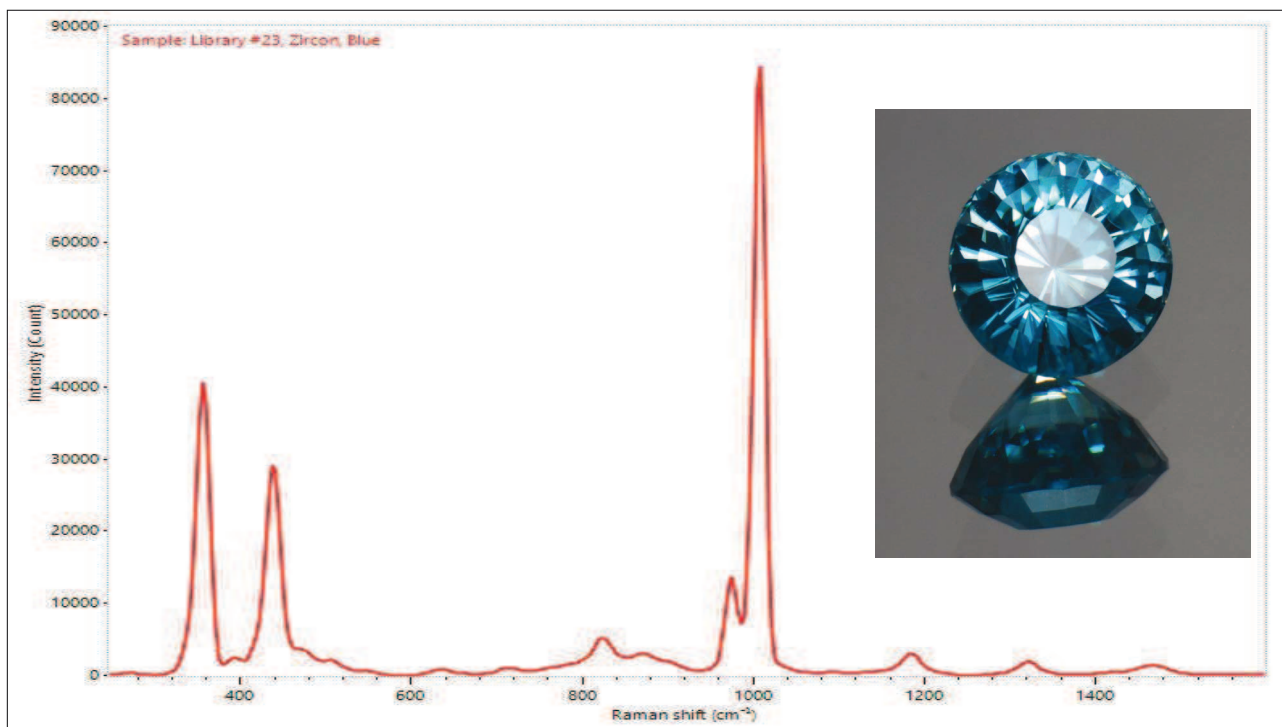 90000
Sample: Library #23, Zircon, Blue
80000
70000
60000
50000
40000
30000
20000
10000
0
Intensity (Count)
400 600 800 1000 1200 1400
Raman shift (cm⁻¹)